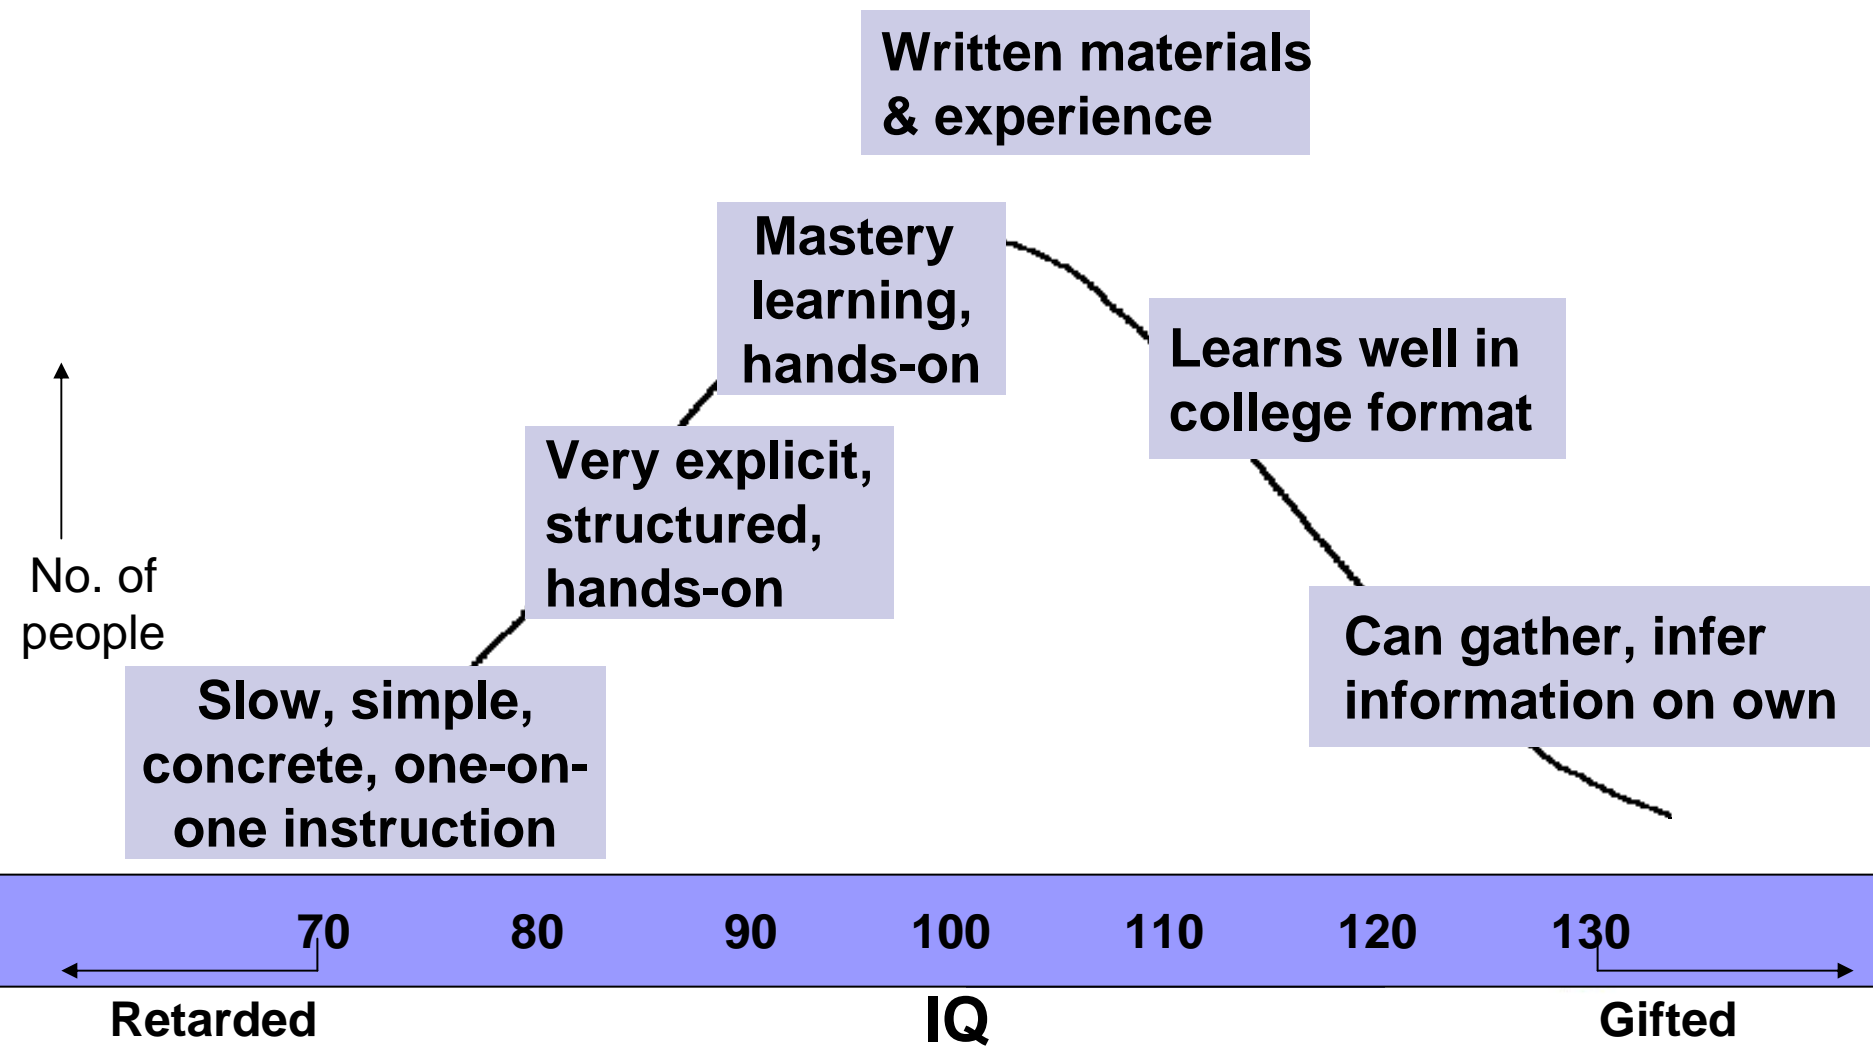 Written materials
& experience
Mastery
learning,
hands-on
Learns well in
college format
Very explicit,
structured,
hands-on
No. of
people
Can gather, infer
information on own
Slow, simple,
concrete, one-on-
one instruction
70 80 90 100 110 120 130
Retarded IQ Gifted